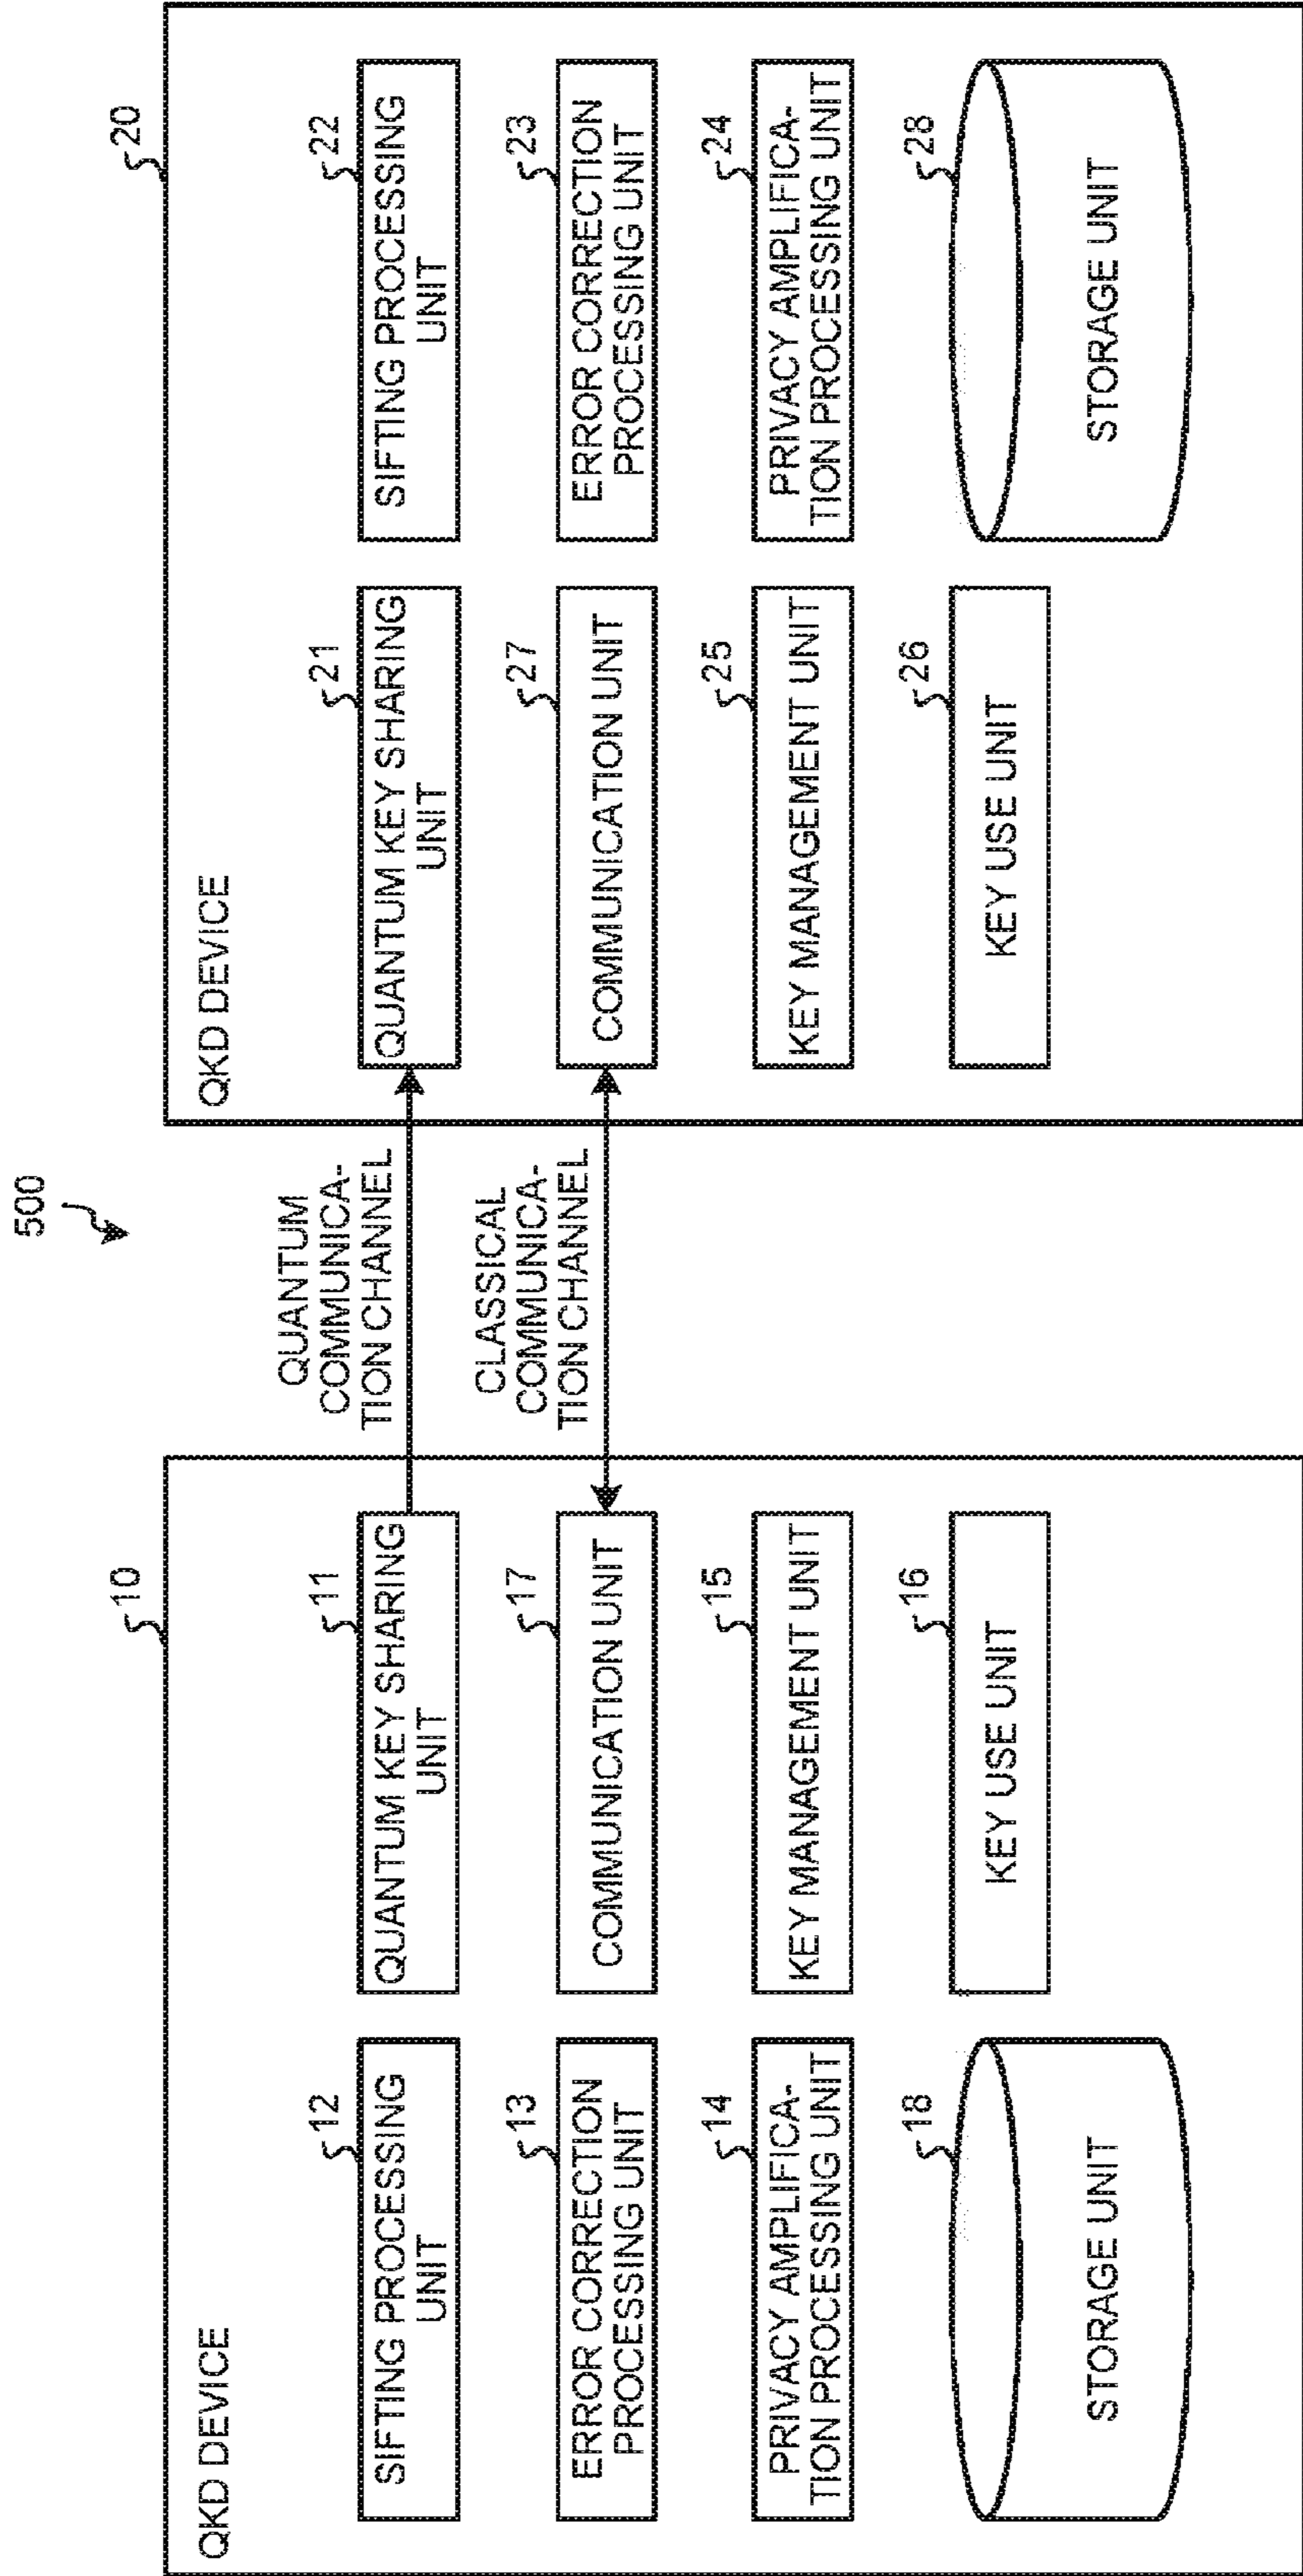 500
10
QKD DEVICE
12
SIFTING PROCESSING
UNIT
11
QUANTUM KEY SHARING
UNIT
13
ERROR CORRECTION
PROCESSING UNIT
17
COMMUNICATION UNIT
14
PRIVACY AMPLIFICA-
TION PROCESSING UNIT
15
KEY MANAGEMENT UNIT
18
STORAGE UNIT
16
KEY USE UNIT
QUANTUM
COMMUNICA-
TION CHANNEL
CLASSICAL
COMMUNICA-
TION CHANNEL
20
QKD DEVICE
21
QUANTUM KEY SHARING
UNIT
22
SIFTING PROCESSING
UNIT
27
COMMUNICATION UNIT
23
ERROR CORRECTION
PROCESSING UNIT
25
KEY MANAGEMENT UNIT
24
PRIVACY AMPLIFICA-
TION PROCESSING UNIT
26
KEY USE UNIT
28
STORAGE UNIT